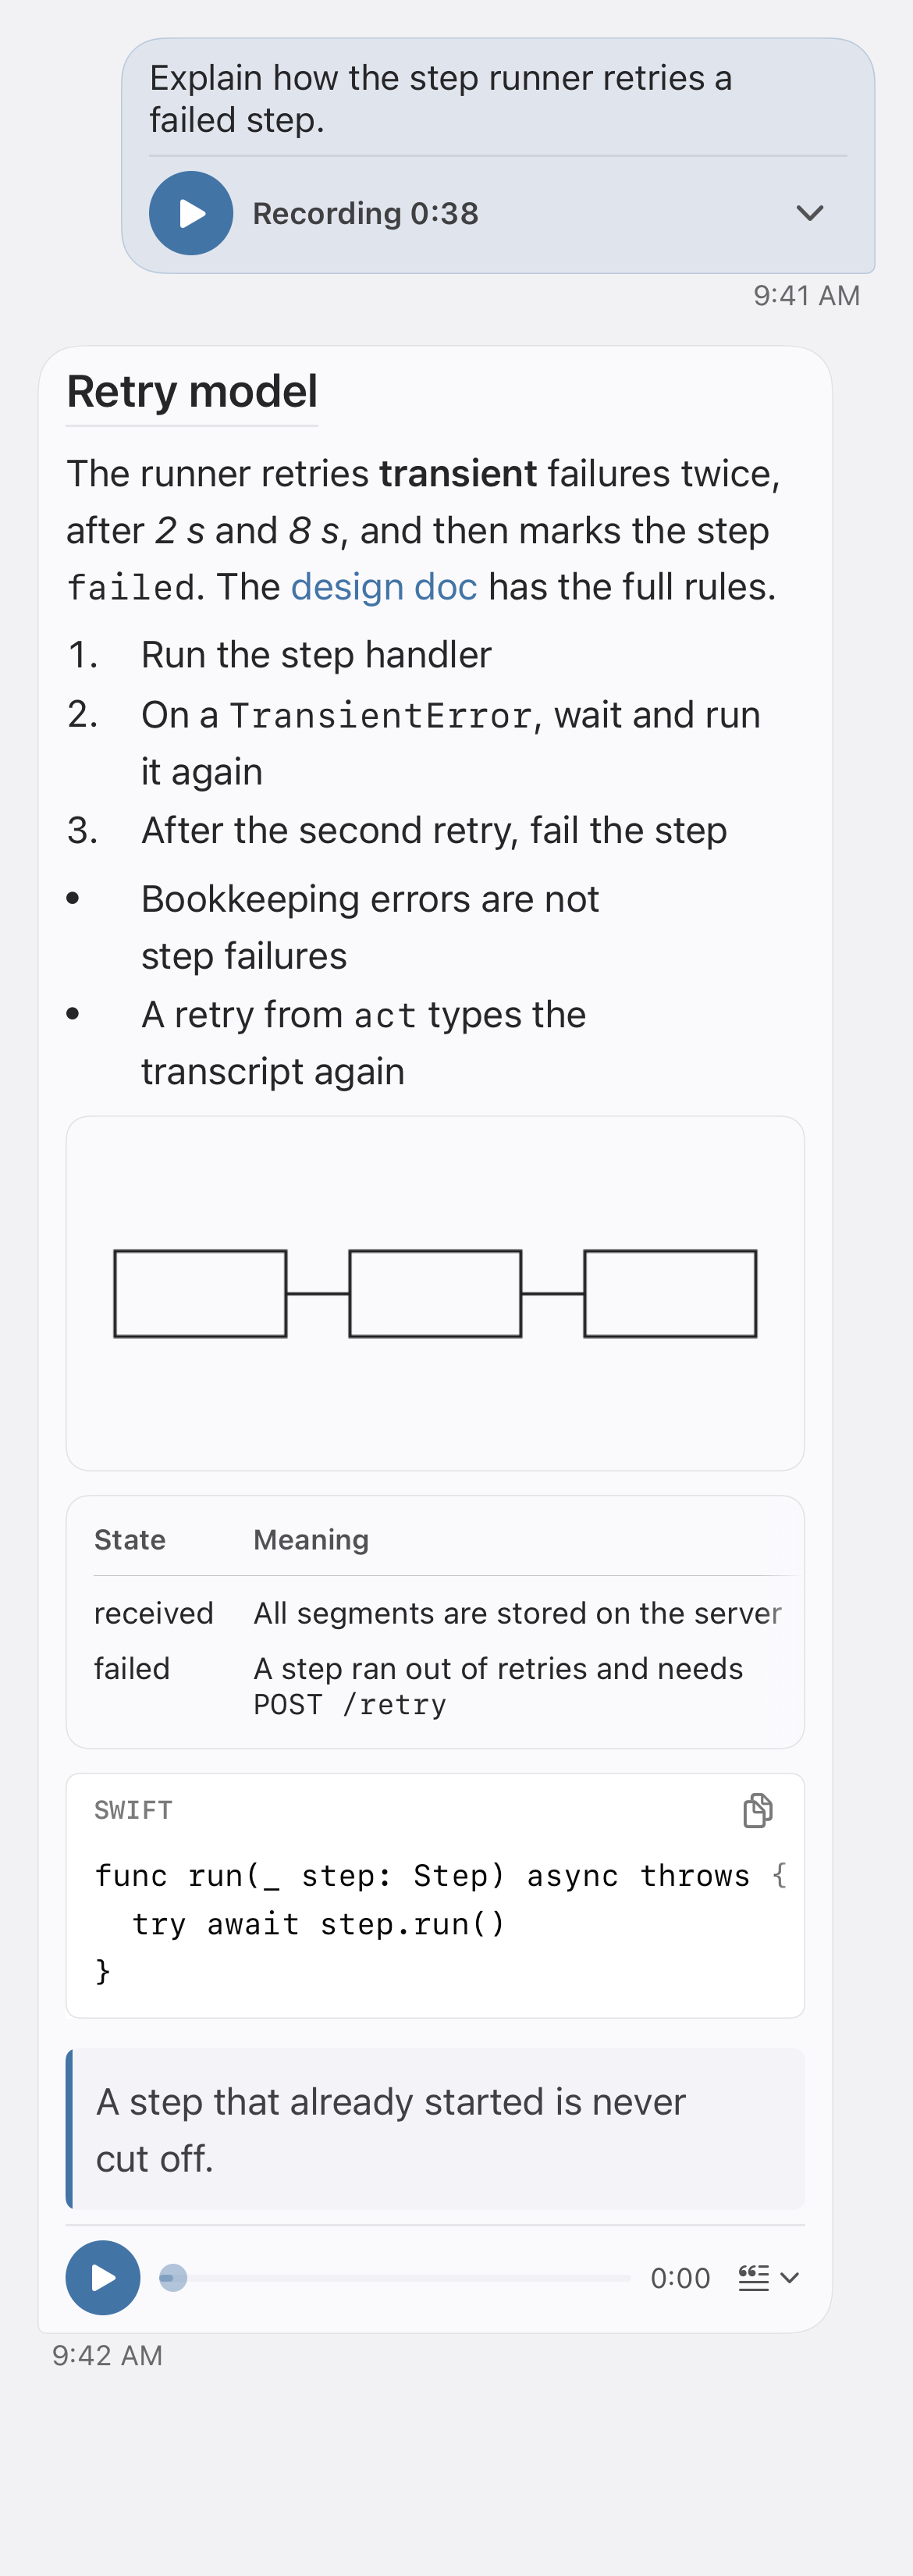 Explain how the step runner retries a
failed step.
Recording 0:38
9:41 AM
Retry model
The runner retries transient failures twice,
after 2 s and 8 s, and then marks the step
failed. The design doc has the full rules.
1. Run the step handler
2. On a TransientError, wait and run
it again
3. After the second retry, fail the step
• Bookkeeping errors are not
step failures
• A retry from act types the
transcript again
State Meaning
received All segments are stored on the server
failed A step ran out of retries and needs
POST /retry
SWIFT
func run(_ step: Step) async throws {
  try await step.run()
}
A step that already started is never
cut off.
0:00
9:42 AM